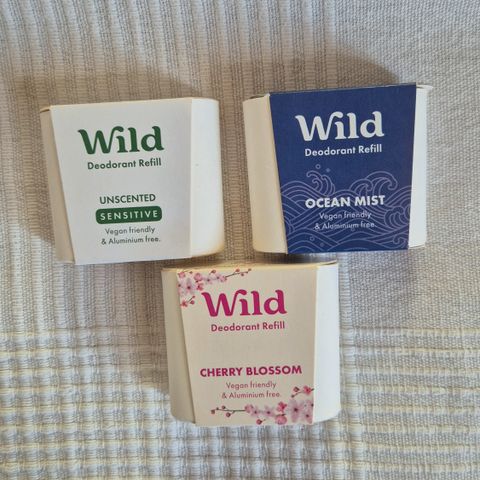 Wild
Deodorant Refill
UNSCENTED
SENSITIVE
Vegan friendly
& Aluminium free.
Wild
Deodorant Refill
OCEAN MIST
Vegan friendly
& Aluminium free.
Wild
Deodorant Refill
CHERRY BLOSSOM
Vegan friendly
& Aluminium free.